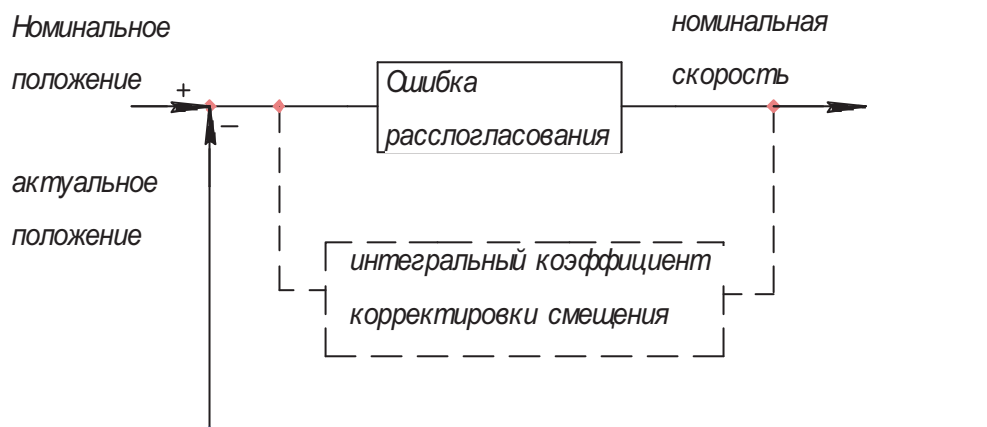 Номинальное
положение
+
−
актуальное
положение
Ошибка
расслогласования
номинальная
скорость
интегральный коэффициент
корректировки смещения